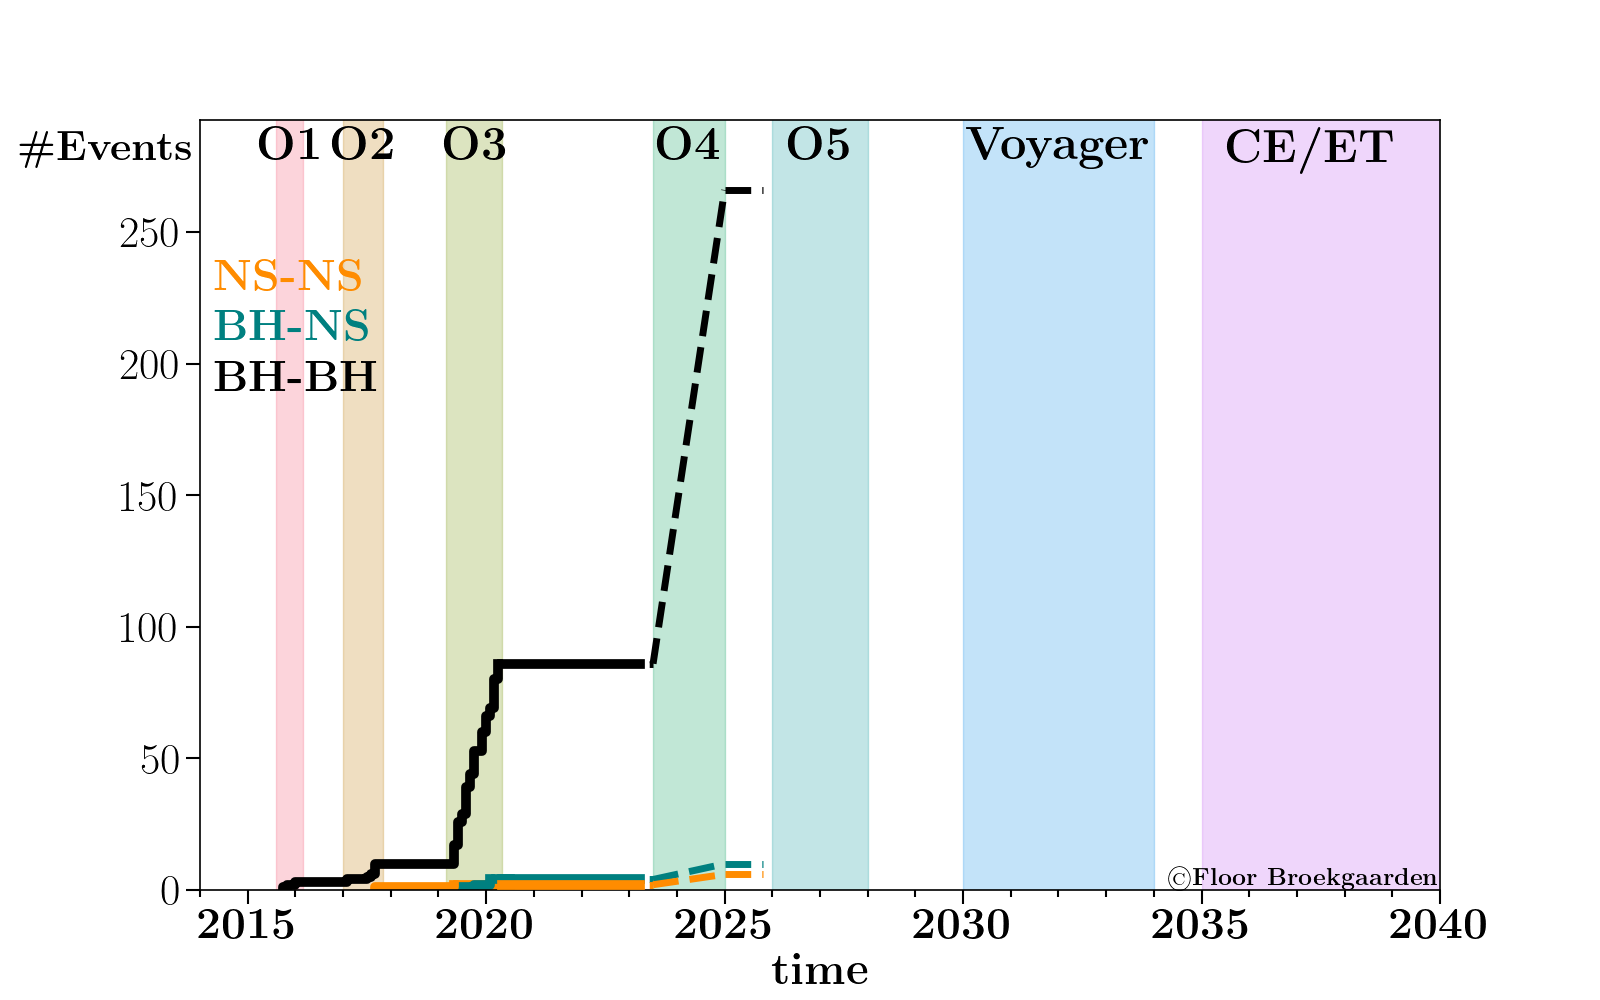 #Events
O1 O2 O3 O4 O5 Voyager CE/ET
250
NS-NS
BH-NS
200
BH-BH
150
100
50
0
©Floor Broekgaarden
2015 2020 2025 2030 2035 2040
time